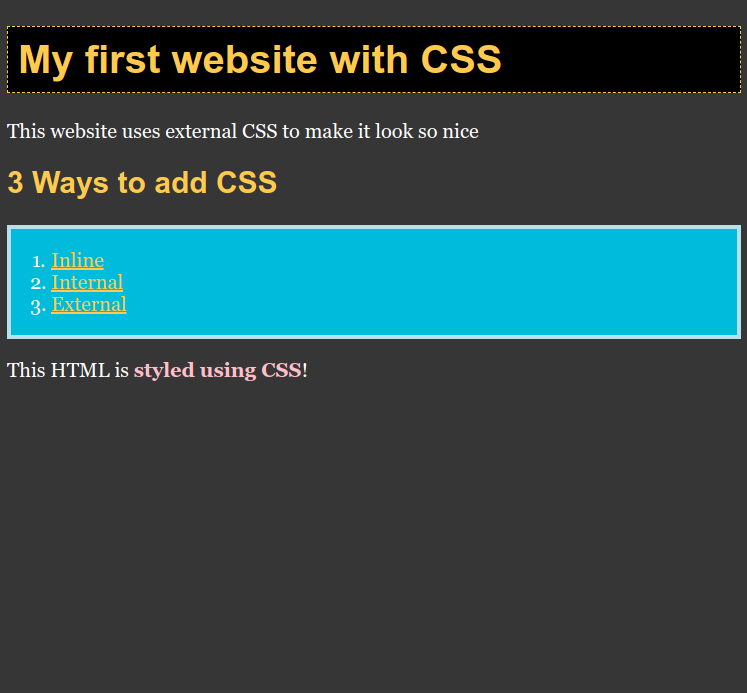 My first website with CSS
This website uses external CSS to make it look so nice
3 Ways to add CSS
1. Inline
2. Internal
3. External
This HTML is styled using CSS!